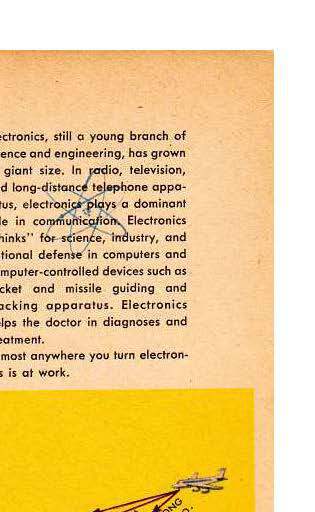 ectronics, still a young branch of
ence and engineering, has grown
giant size. In radio, television,
d long-distance telephone appa-
tus, electronics plays a dominant
le in communication. Electronics
hinks" for science, industry, and
tional defense in computers and
mputer-controlled devices such as
cket and missile guiding and
acking apparatus. Electronics
lps the doctor in diagnoses and
eatment.
most anywhere you turn electron-
s is at work.